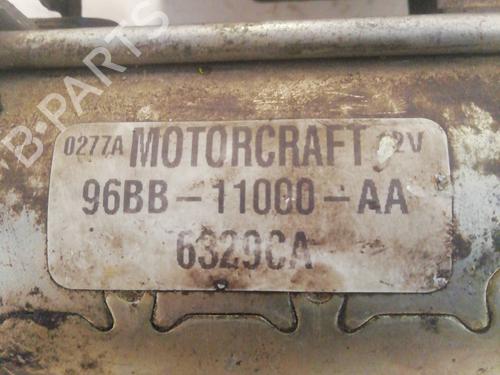 0277A MOTORCRAFT 12V
96BB-11000-AA
6329CA
B-PARTS